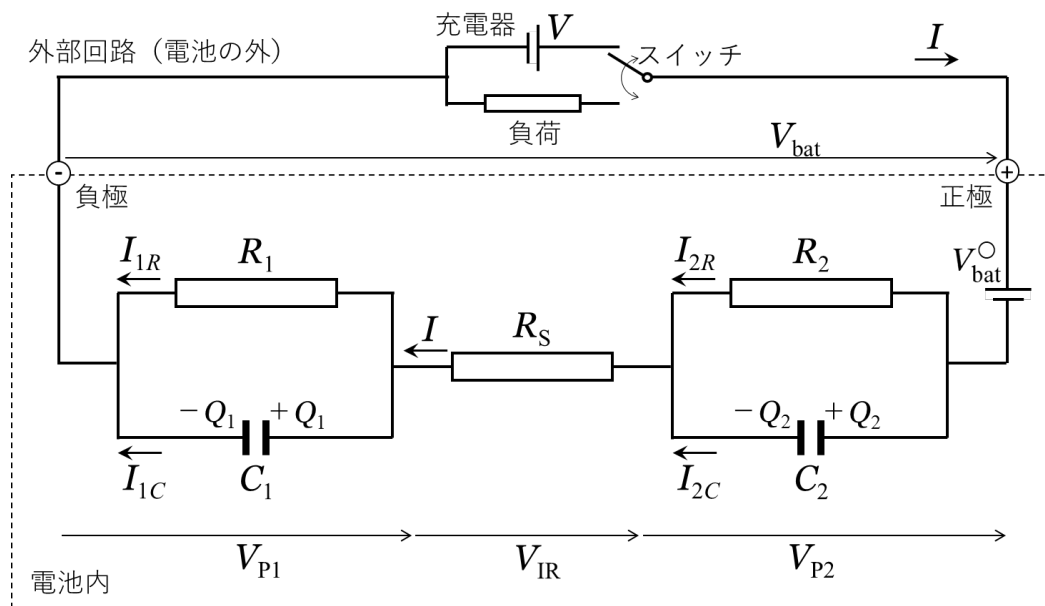 充電器
V
外部回路（電池の外）
スイッチ
I
負荷
V_bat
-
負極
+
正極
I_1R
R_1
I_2R
R_2
V_bat^○
I
R_S
－Q_1 ＋Q_1
－Q_2 ＋Q_2
I_1C
C_1
I_2C
C_2
V_P1
V_IR
V_P2
電池内